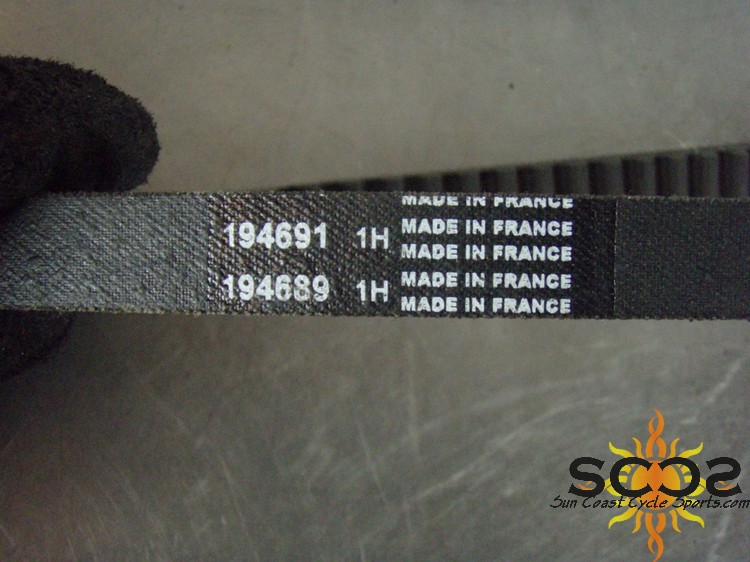 MADE IN FRANCE
194691 1H MADE IN FRANCE
MADE IN FRANCE
194689 1H MADE IN FRANCE
MADE IN FRANCE
SCCS
Sun Coast Cycle Sports.com